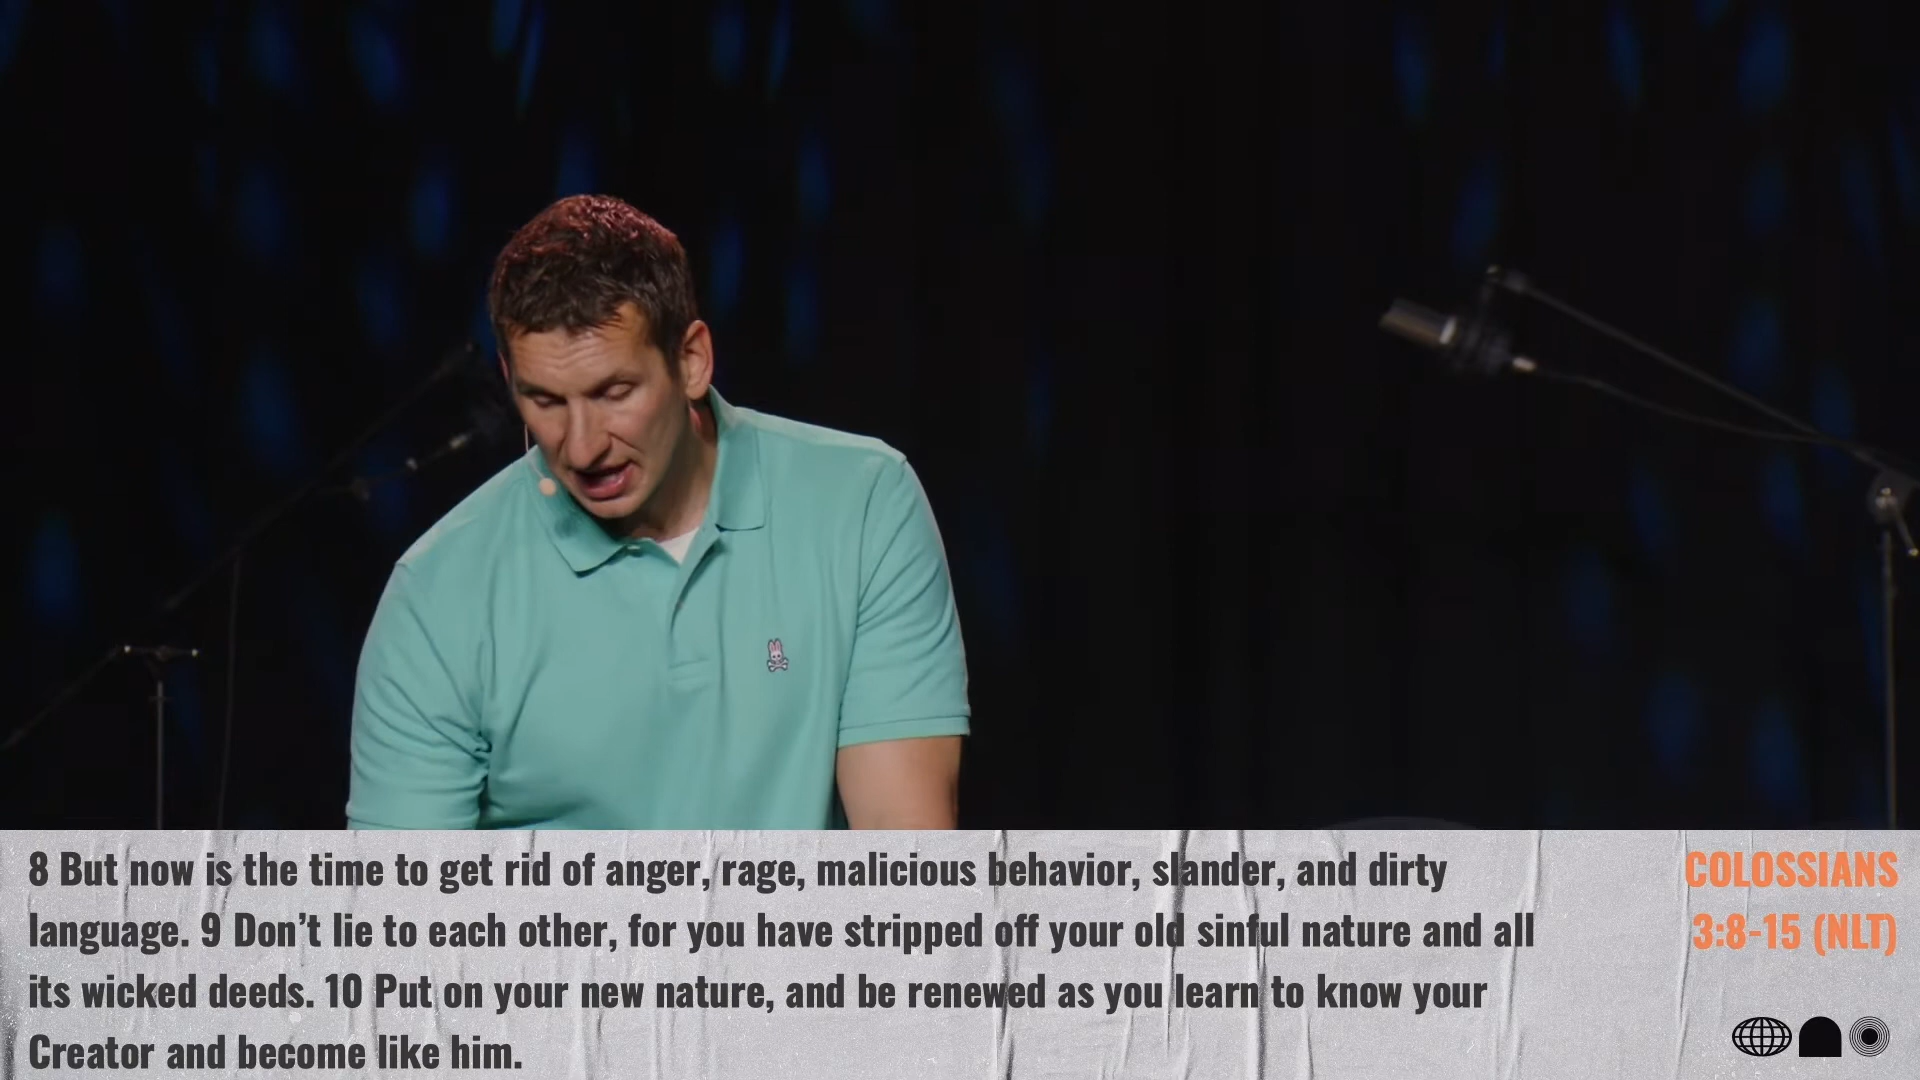 8 But now is the time to get rid of anger, rage, malicious behavior, slander, and dirty
language. 9 Don’t lie to each other, for you have stripped off your old sinful nature and all
its wicked deeds. 10 Put on your new nature, and be renewed as you learn to know your
Creator and become like him.
COLOSSIANS
3:8-15 (NLT)